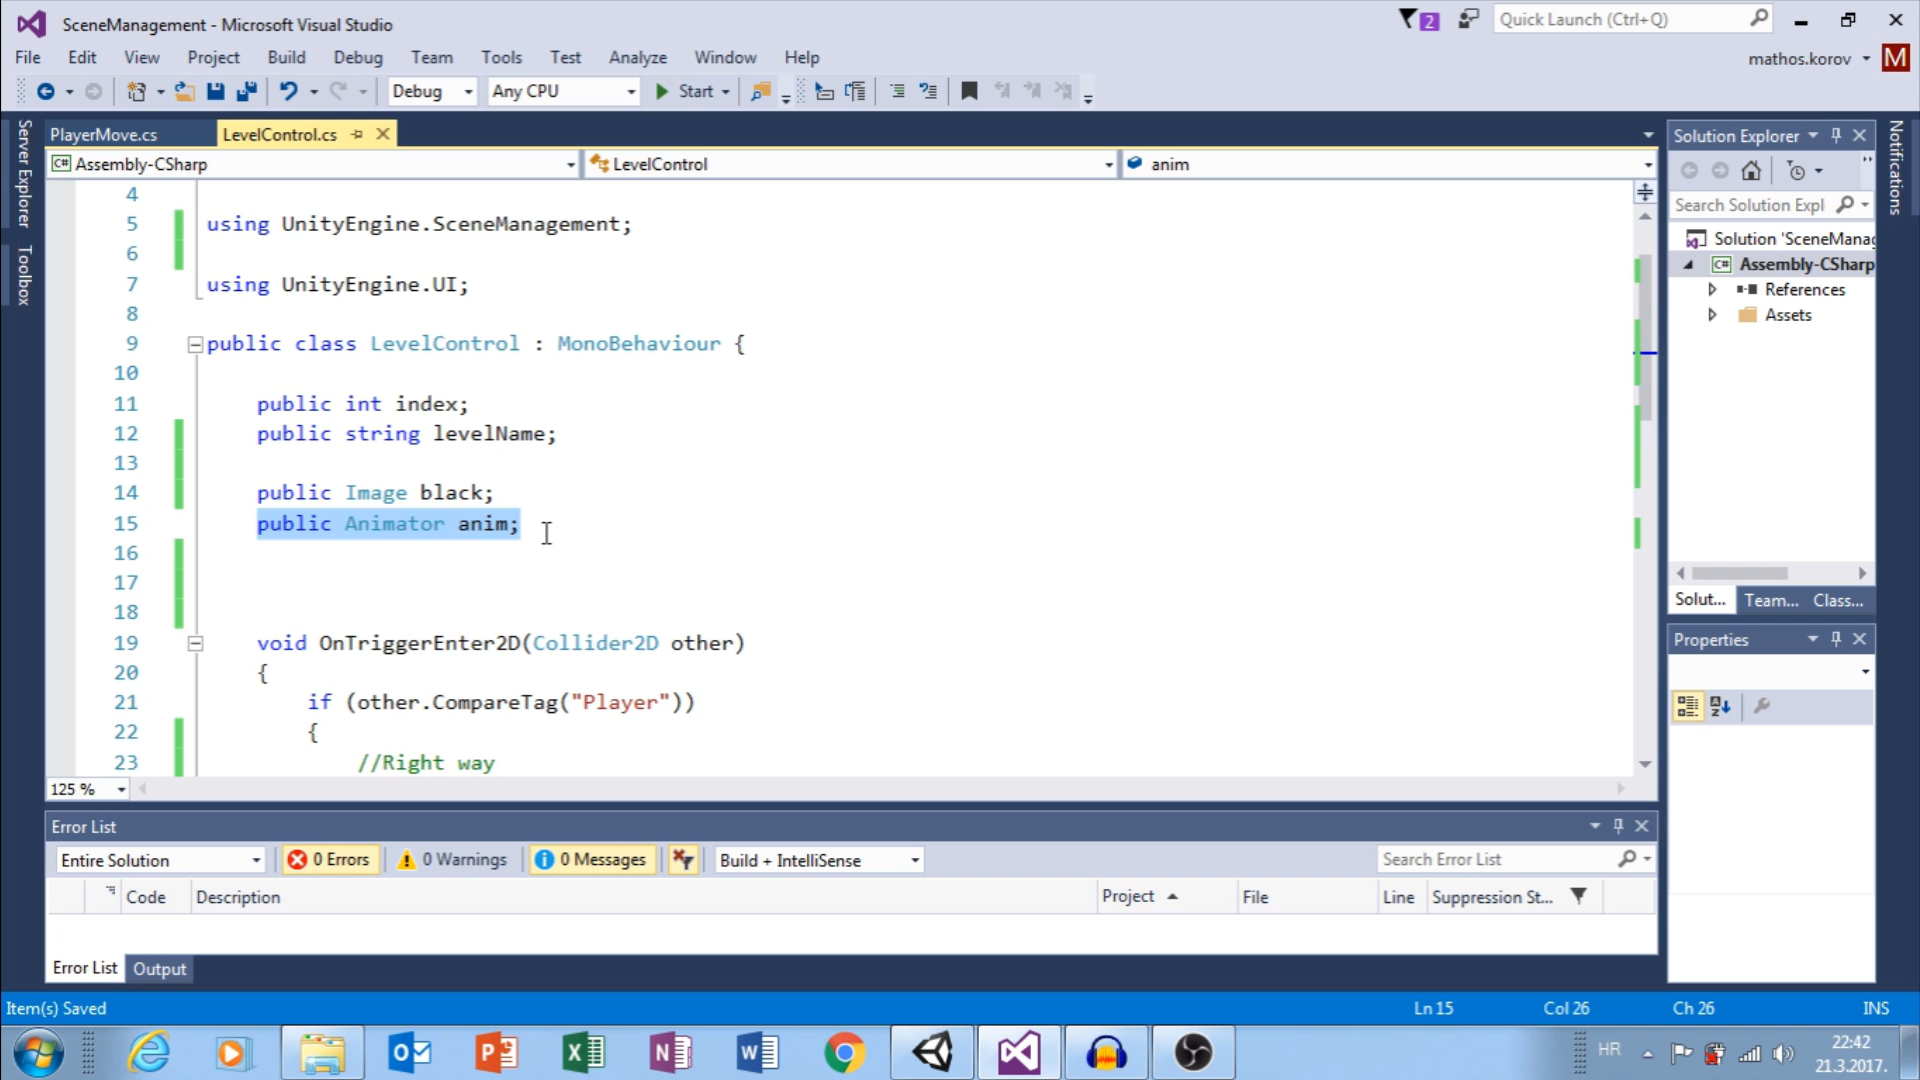 SceneManagement - Microsoft Visual Studio
2
Quick Launch (Ctrl+Q)
File Edit View Project Build Debug Team Tools Test Analyze Window Help
mathos.korov
M
Debug Any CPU Start
Server Explorer
Toolbox
PlayerMove.cs LevelControl.cs
C# Assembly-CSharp LevelControl anim
4
5 using UnityEngine.SceneManagement;
6
7 using UnityEngine.UI;
8
9 public class LevelControl : MonoBehaviour {
10
11 public int index;
12 public string levelName;
13
14 public Image black;
15 public Animator anim;
16
17
18
19 void OnTriggerEnter2D(Collider2D other)
20 {
21 if (other.CompareTag("Player"))
22 {
23 //Right way
125 %
Solution Explorer
Notifications
Search Solution Expl
Solution 'SceneManag
C# Assembly-CSharp
References
Assets
Solut... Team... Class...
Properties
Error List
Entire Solution 0 Errors 0 Warnings 0 Messages Build + IntelliSense Search Error List
Code Description Project File Line Suppression St...
Error List Output
Item(s) Saved Ln 15 Col 26 Ch 26 INS
HR
22:42
21.3.2017.